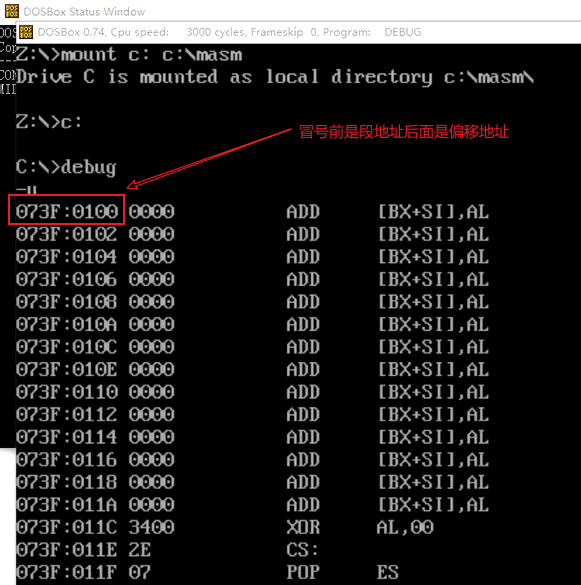 DOSBox Status Window
DOSBox 0.74, Cpu speed: 3000 cycles, Frameskip 0, Program: DEBUG
Z:\>mount c: c:\masm
Drive C is mounted as local directory c:\masm\
Z:\>c:
冒号前是段地址后面是偏移地址
C:\>debug
-u
073F:0100 0000 ADD [BX+SI],AL
073F:0102 0000 ADD [BX+SI],AL
073F:0104 0000 ADD [BX+SI],AL
073F:0106 0000 ADD [BX+SI],AL
073F:0108 0000 ADD [BX+SI],AL
073F:010A 0000 ADD [BX+SI],AL
073F:010C 0000 ADD [BX+SI],AL
073F:010E 0000 ADD [BX+SI],AL
073F:0110 0000 ADD [BX+SI],AL
073F:0112 0000 ADD [BX+SI],AL
073F:0114 0000 ADD [BX+SI],AL
073F:0116 0000 ADD [BX+SI],AL
073F:0118 0000 ADD [BX+SI],AL
073F:011A 0000 ADD [BX+SI],AL
073F:011C 3400 XOR AL,00
073F:011E 2E CS:
073F:011F 07 POP ES